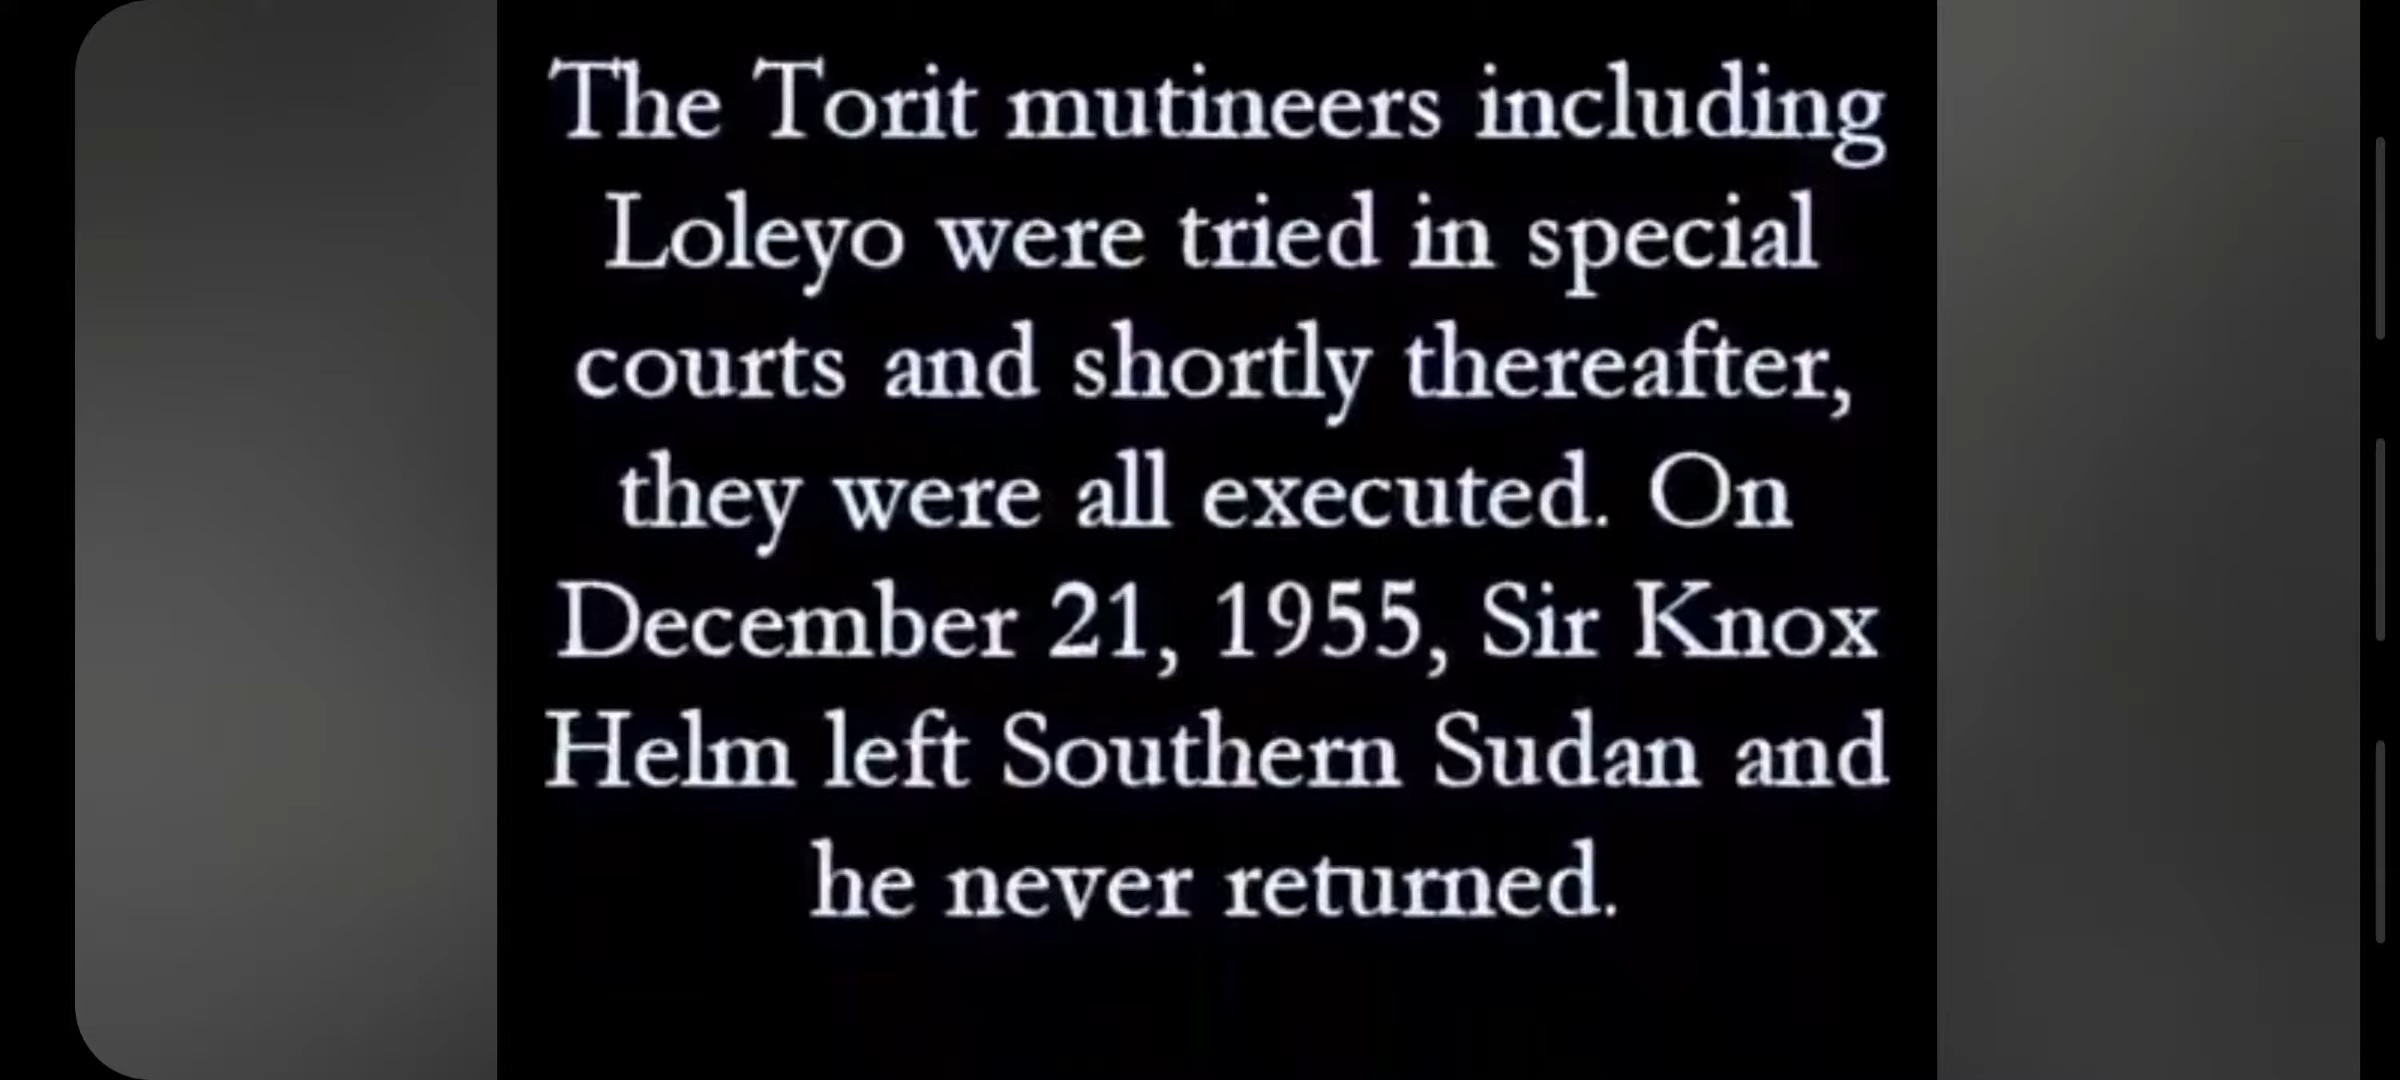 The Torit mutineers including
Loleyo were tried in special
courts and shortly thereafter,
they were all executed. On
December 21, 1955, Sir Knox
Helm left Southern Sudan and
he never returned.